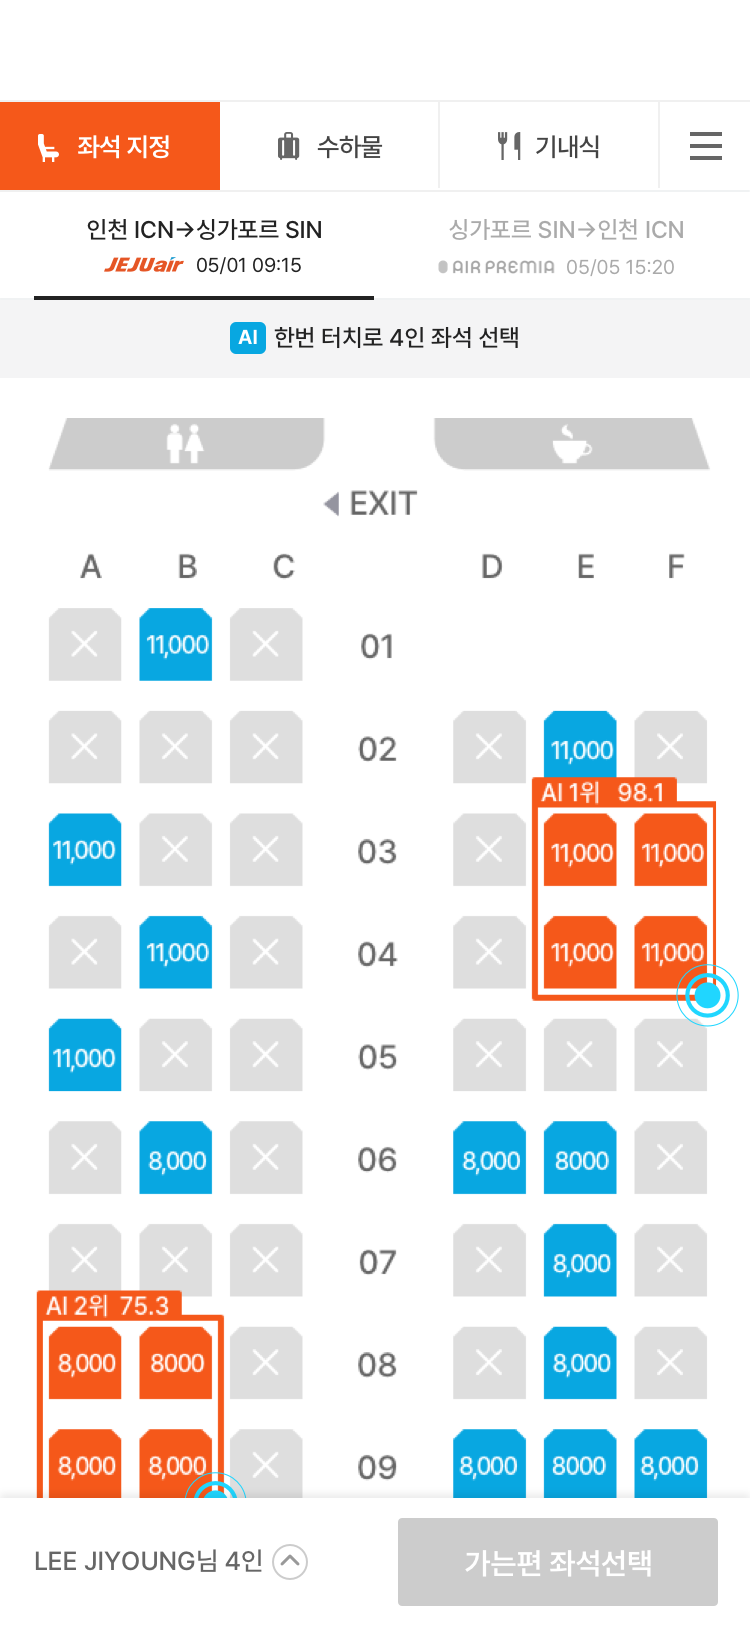 좌석 지정 수하물 기내식
인천 ICN→싱가포르 SIN 싱가포르 SIN→인천 ICN
JEJUair 05/01 09:15 AIR PREMIA 05/05 15:20
AI 한번 터치로 4인 좌석 선택
EXIT
A B C D E F
11,000 01
02 11,000
AI 1위 98.1
11,000 03 11,000 11,000
11,000 04 11,000 11,000
11,000 05
8,000 06 8,000 8000
07 8,000
AI 2위 75.3
8,000 8000 08 8,000
8,000 8,000 09 8,000 8000 8,000
LEE JIYOUNG님 4인 가는편 좌석선택